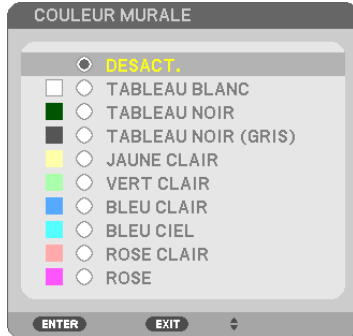 COULEUR MURALE
DESACT.
TABLEAU BLANC
TABLEAU NOIR
TABLEAU NOIR (GRIS)
JAUNE CLAIR
VERT CLAIR
BLEU CLAIR
BLEU CIEL
ROSE CLAIR
ROSE
ENTER EXIT